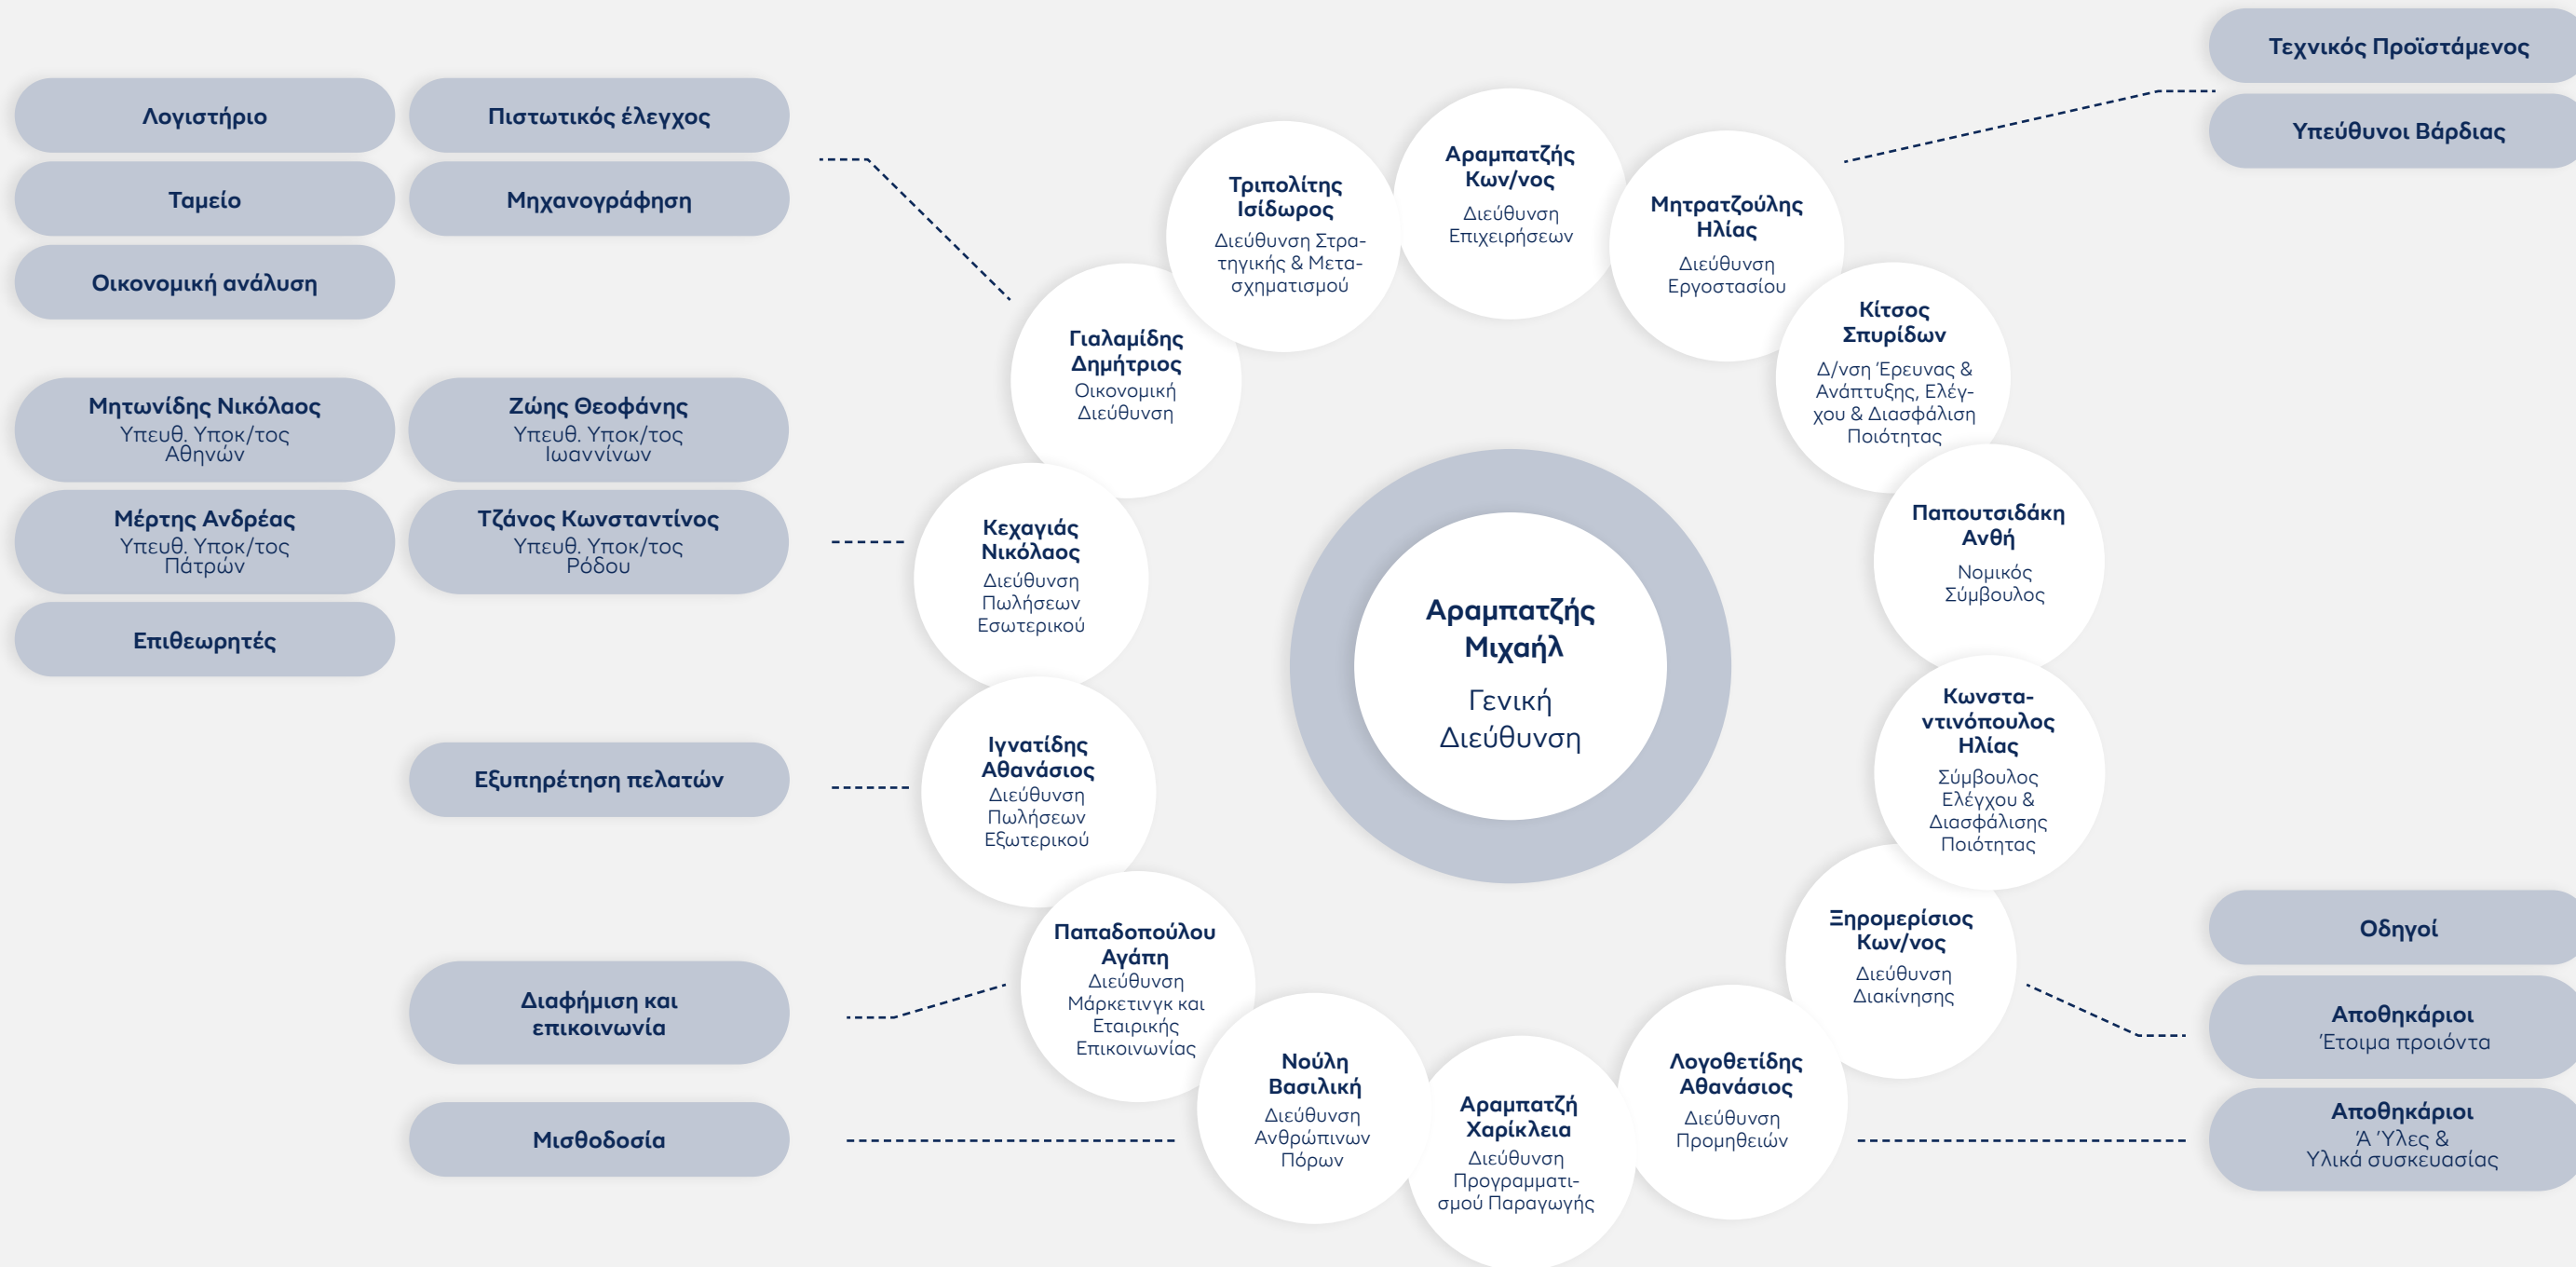 Λογιστήριο
Πιστωτικός έλεγχος
Ταμείο
Μηχανογράφηση
Οικονομική ανάλυση
Μητωνίδης Νικόλαος
Υπευθ. Υποκ/τος
Αθηνών
Ζώης Θεοφάνης
Υπευθ. Υποκ/τος
Ιωαννίνων
Μέρτης Ανδρέας
Υπευθ. Υποκ/τος
Πάτρών
Τζάνος Κωνσταντίνος
Υπευθ. Υποκ/τος
Ρόδου
Επιθεωρητές
Εξυπηρέτηση πελατών
Διαφήμιση και
επικοινωνία
Μισθοδοσία
Αραμπατζής
Μιχαήλ
Γενική
Διεύθυνση
Αραμπατζής
Κων/νος
Διεύθυνση
Επιχειρήσεων
Μητρατζούλης
Ηλίας
Διεύθυνση
Εργοστασίου
Κίτσος
Σπυρίδων
Δ/νση Έρευνας &
Ανάπτυξης, Ελέγ-
χου & Διασφάλιση
Ποιότητας
Παπουτσιδάκη
Ανθή
Νομικός
Σύμβουλος
Κωνστα-
ντινόπουλος
Ηλίας
Σύμβουλος
Ελέγχου &
Διασφάλισης
Ποιότητας
Ξηρομερίσιος
Κων/νος
Διεύθυνση
Διακίνησης
Λογοθετίδης
Αθανάσιος
Διεύθυνση
Προμηθειών
Αραμπατζή
Χαρίκλεια
Διεύθυνση
Προγραμματι-
σμού Παραγωγής
Νούλη
Βασιλική
Διεύθυνση
Ανθρώπινων
Πόρων
Παπαδοπούλου
Αγάπη
Διεύθυνση
Μάρκετινγκ και
Εταιρικής
Επικοινωνίας
Ιγνατίδης
Αθανάσιος
Διεύθυνση
Πωλήσεων
Εξωτερικού
Κεχαγιάς
Νικόλαος
Διεύθυνση
Πωλήσεων
Εσωτερικού
Γιαλαμίδης
Δημήτριος
Οικονομική
Διεύθυνση
Τριπολίτης
Ισίδωρος
Διεύθυνση Στρα-
τηγικής & Μετα-
σχηματισμού
Τεχνικός Προϊστάμενος
Υπεύθυνοι Βάρδιας
Οδηγοί
Αποθηκάριοι
Έτοιμα προιόντα
Αποθηκάριοι
Ά Ύλες &
Υλικά συσκευασίας